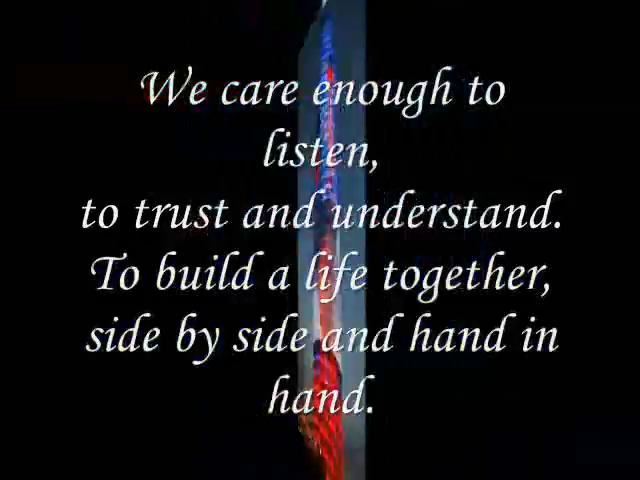 We care enough to
listen,
to trust and understand.
To build a life together,
side by side and hand in
hand.